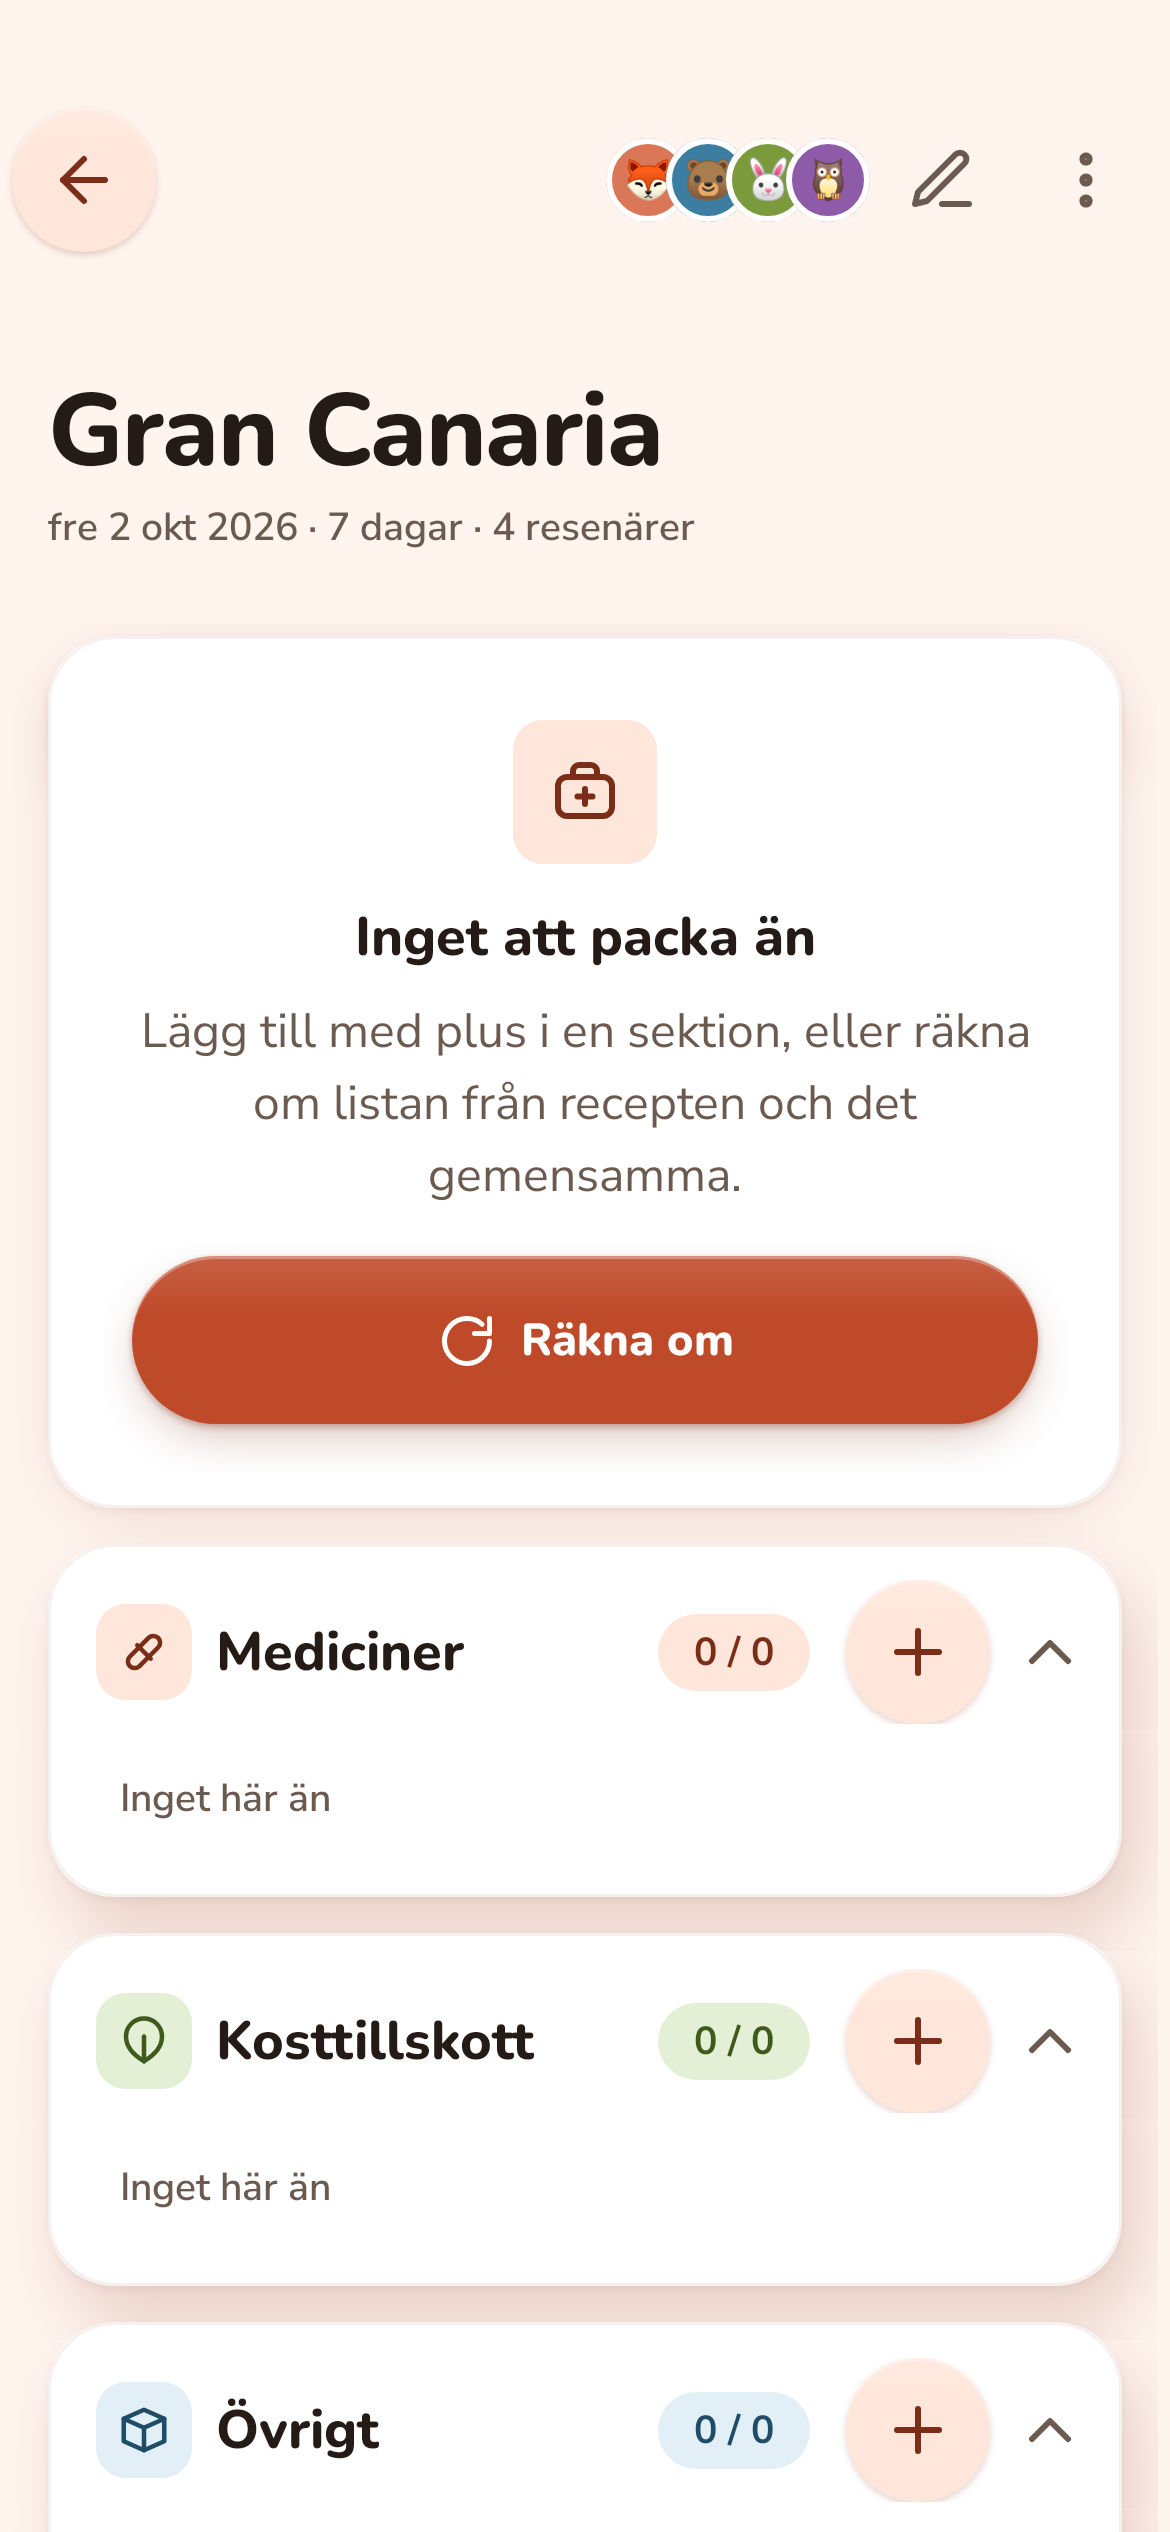 Gran Canaria
fre 2 okt 2026 · 7 dagar · 4 resenärer
Inget att packa än
Lägg till med plus i en sektion, eller räkna
om listan från recepten och det
gemensamma.
Räkna om
Mediciner 0 / 0
Inget här än
Kosttillskott 0 / 0
Inget här än
Övrigt 0 / 0